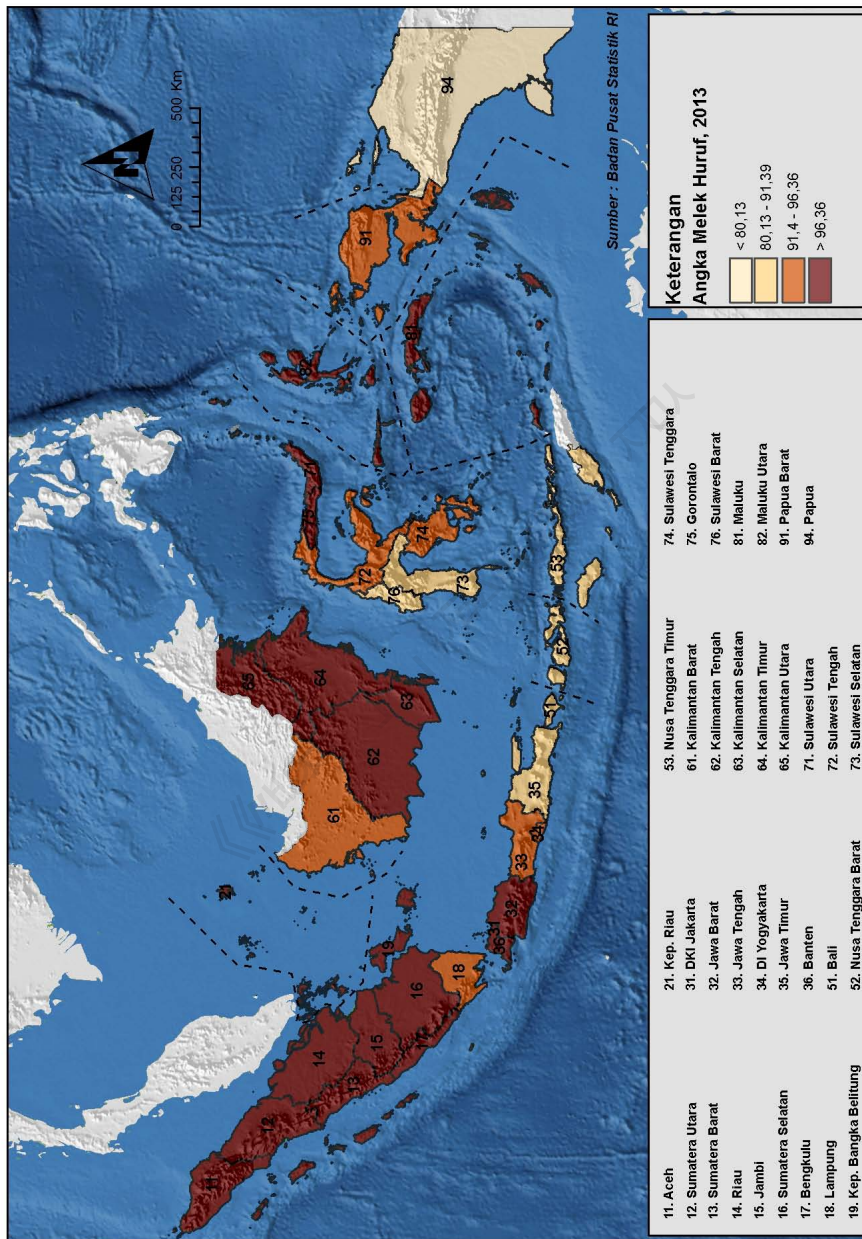 N
0 125 250 500 Km
11
12
13
14
15
16
17
18
19
21
31
32
33
34
35
36
51
52
53
61
62
63
64
65
72
73
74
76
81
82
91
94
Sumber : Badan Pusat Statistik RI
11. Aceh
12. Sumatera Utara
13. Sumatera Barat
14. Riau
15. Jambi
16. Sumatera Selatan
17. Bengkulu
18. Lampung
19. Kep. Bangka Belitung
21. Kep. Riau
31. DKI Jakarta
32. Jawa Barat
33. Jawa Tengah
34. DI Yogyakarta
35. Jawa Timur
36. Banten
51. Bali
52. Nusa Tenggara Barat
53. Nusa Tenggara Timur
61. Kalimantan Barat
62. Kalimantan Tengah
63. Kalimantan Selatan
64. Kalimantan Timur
65. Kalimantan Utara
71. Sulawesi Utara
72. Sulawesi Tengah
73. Sulawesi Selatan
74. Sulawesi Tenggara
75. Gorontalo
76. Sulawesi Barat
81. Maluku
82. Maluku Utara
91. Papua Barat
94. Papua
Keterangan
Angka Melek Huruf, 2013
< 80,13
80,13 - 91,39
91,4 - 96,36
> 96,36